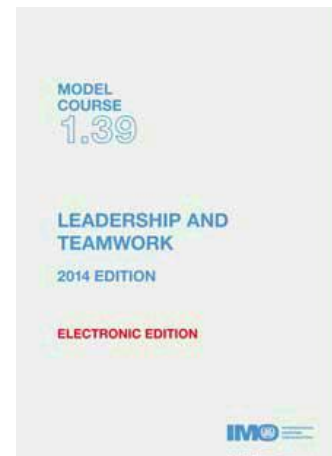 MODEL
COURSE
1.39
LEADERSHIP AND
TEAMWORK
2014 EDITION
ELECTRONIC EDITION
IMO